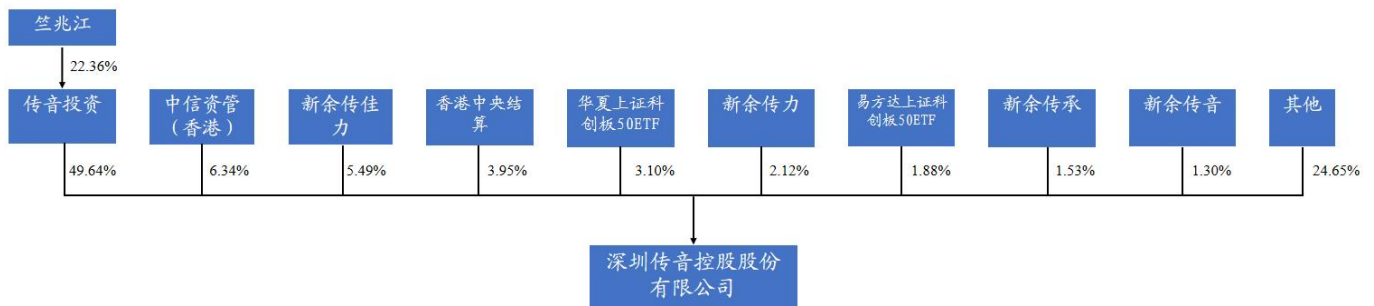 竺兆江
22.36%
传音投资
中信资管
（香港）
新余传佳
力
香港中央结
算
华夏上证科
创板50ETF
新余传力
易方达上证科
创板50ETF
新余传承
新余传音
其他
49.64%
6.34%
5.49%
3.95%
3.10%
2.12%
1.88%
1.53%
1.30%
24.65%
深圳传音控股股份
有限公司